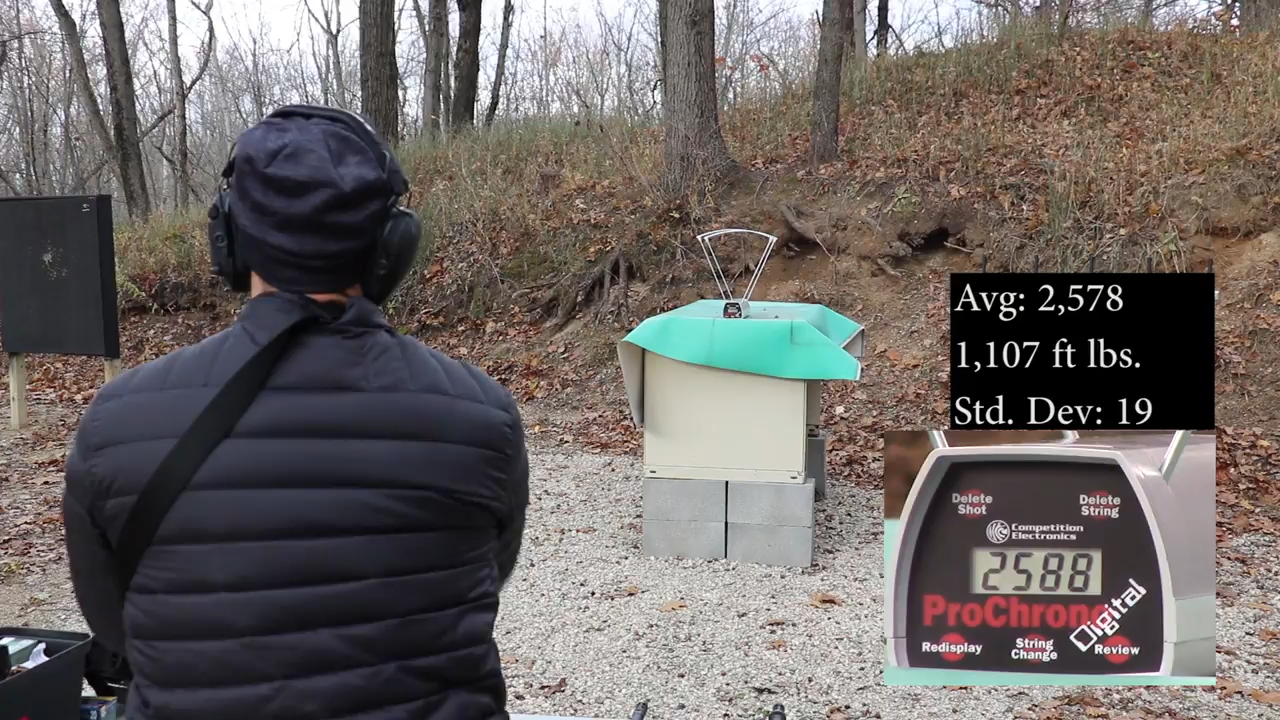 Avg: 2,578
1,107 ft lbs.
Std. Dev: 19
Delete Shot
Delete String
Competition Electronics
2588
ProChrono
Digital
Redisplay
String Change
Review